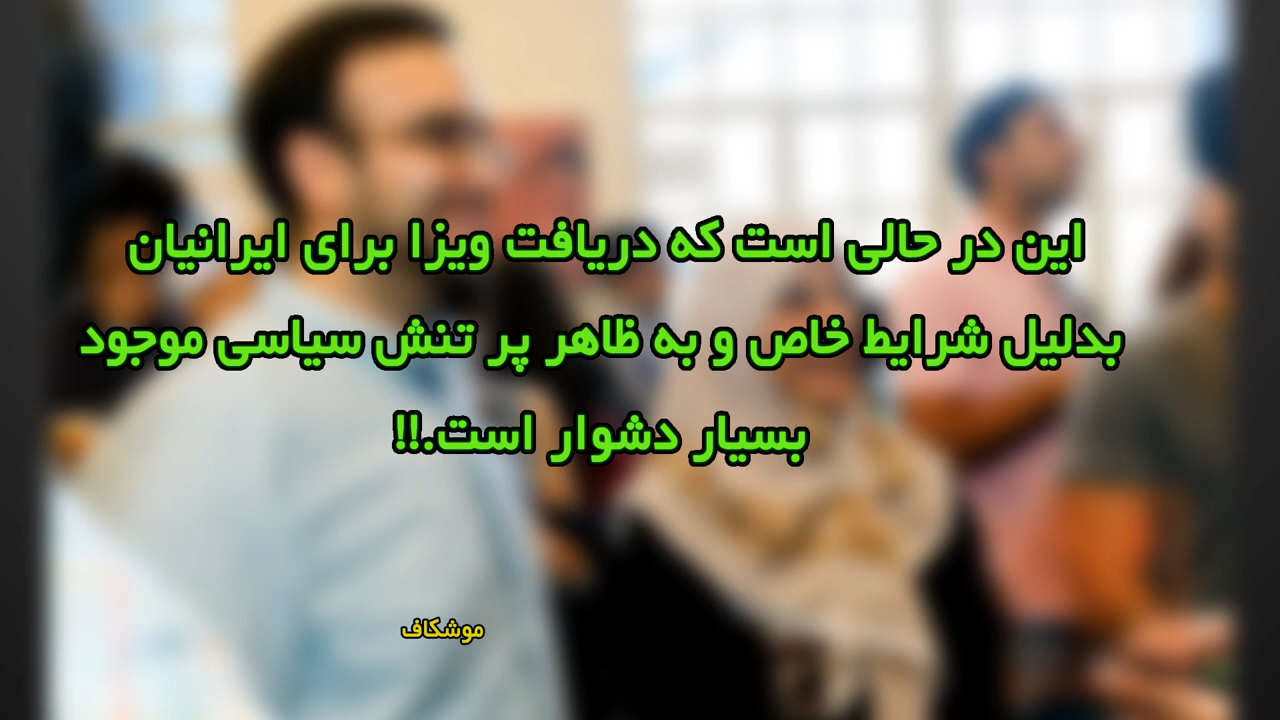 این در حالی است که دریافت ویزا برای ایرانیان
بدلیل شرایط خاص و به ظاهر پر تنش سیاسی موجود
بسیار دشوار است.!!
موشکاف